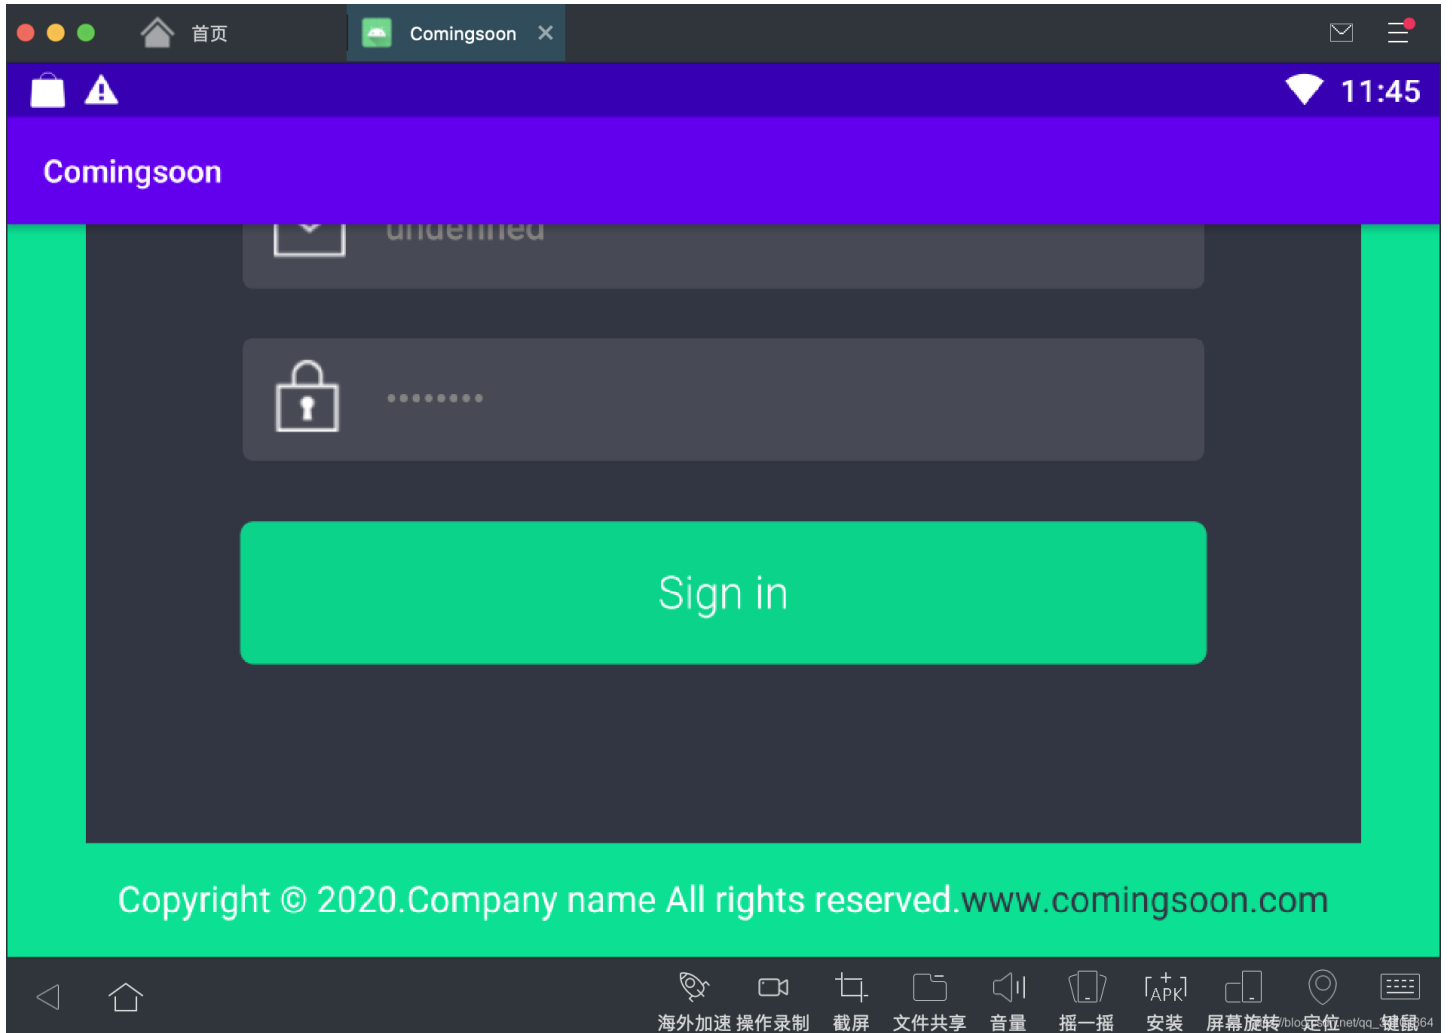 首页
Comingsoon
11:45
Comingsoon
undefined
••••••••
Sign in
Copyright © 2020.Company name All rights reserved.www.comingsoon.com
APK
海外加速 操作录制 截屏 文件共享 音量 摇一摇 安装 屏幕旋转 定位 键鼠